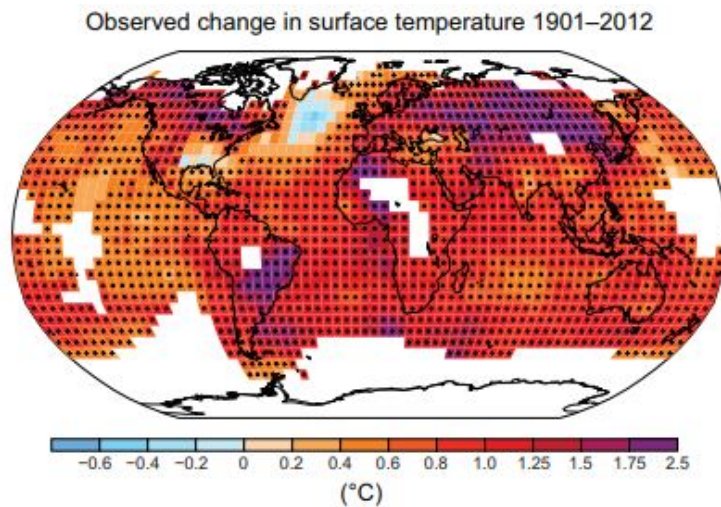 Observed change in surface temperature 1901–2012
−0.6 −0.4 −0.2 0 0.2 0.4 0.6 0.8 1.0 1.25 1.5 1.75 2.5
(°C)